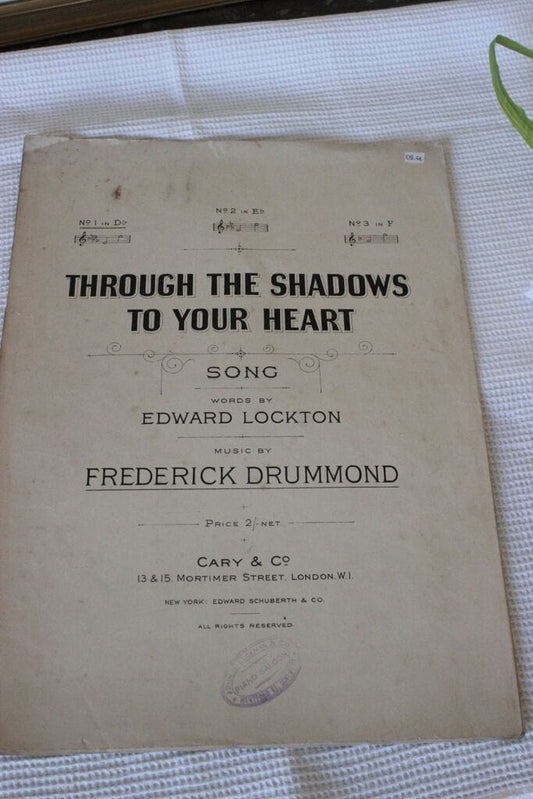 No 1 in D♭
No 2 in E♭
No 3 in F
THROUGH THE SHADOWS
TO YOUR HEART
SONG
WORDS BY
EDWARD LOCKTON
MUSIC BY
FREDERICK DRUMMOND
PRICE 2/- NET
CARY & Co
13 & 15, MORTIMER STREET, LONDON. W.1.
NEW YORK: EDWARD SCHUBERTH & CO.
ALL RIGHTS RESERVED.
PIANO SALOON